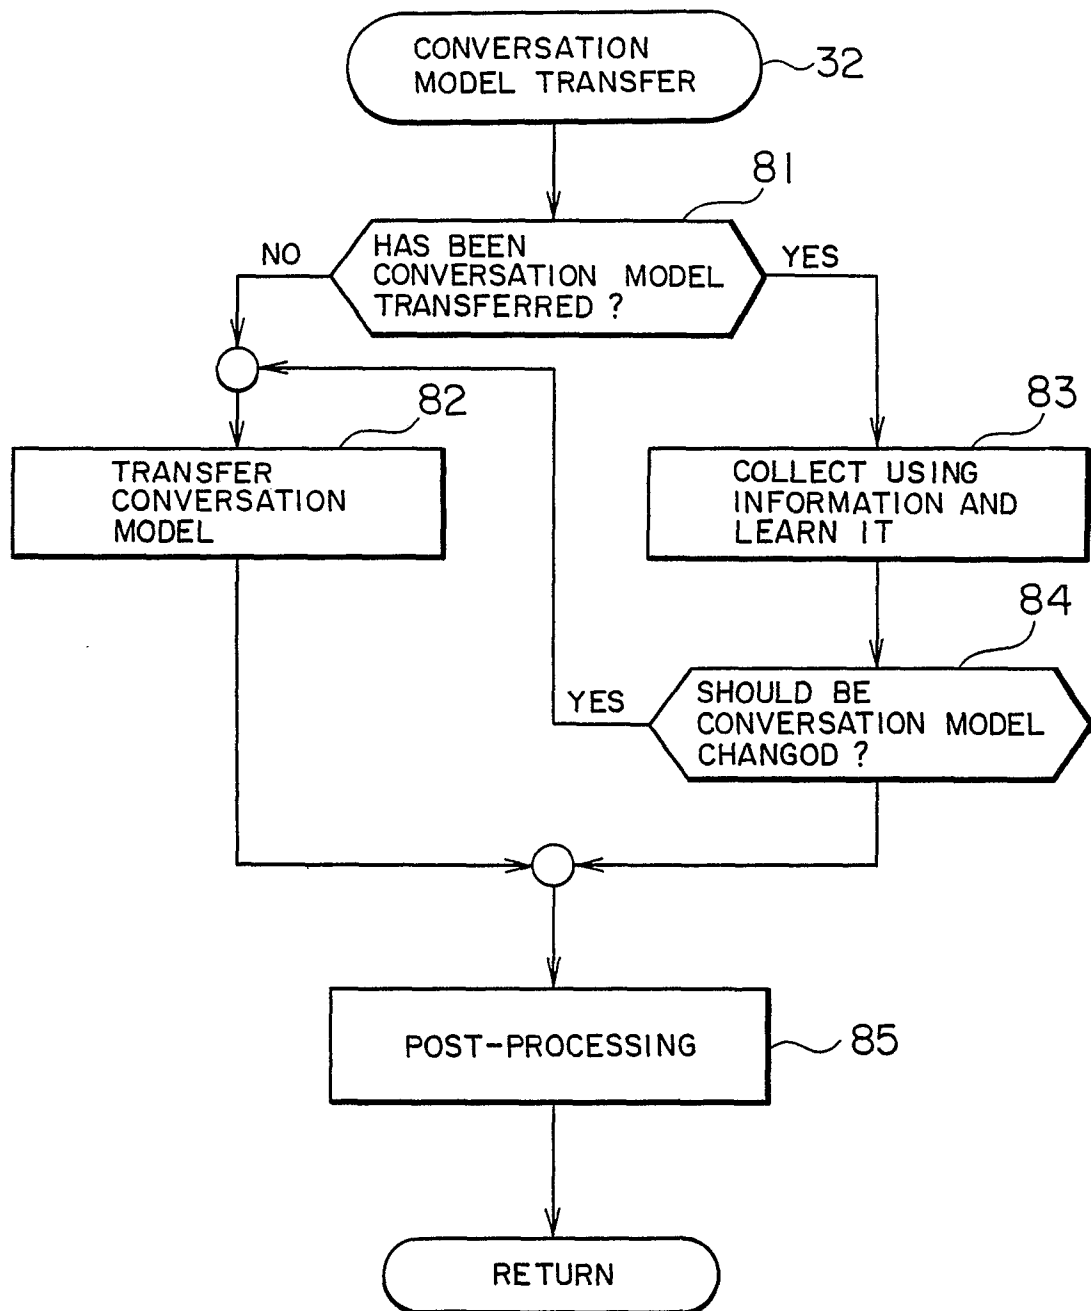 CONVERSATION
MODEL TRANSFER
32
81
NO
HAS BEEN
CONVERSATION MODEL
TRANSFERRED ?
YES
82
TRANSFER
CONVERSATION
MODEL
83
COLLECT USING
INFORMATION AND
LEARN IT
84
YES
SHOULD BE
CONVERSATION MODEL
CHANGOD ?
POST-PROCESSING
85
RETURN